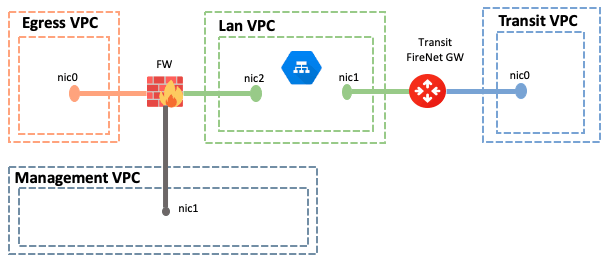 Egress VPC
Lan VPC
Transit VPC
Transit
FireNet GW
FW
nic0
nic2
nic1
nic0
Management VPC
nic1